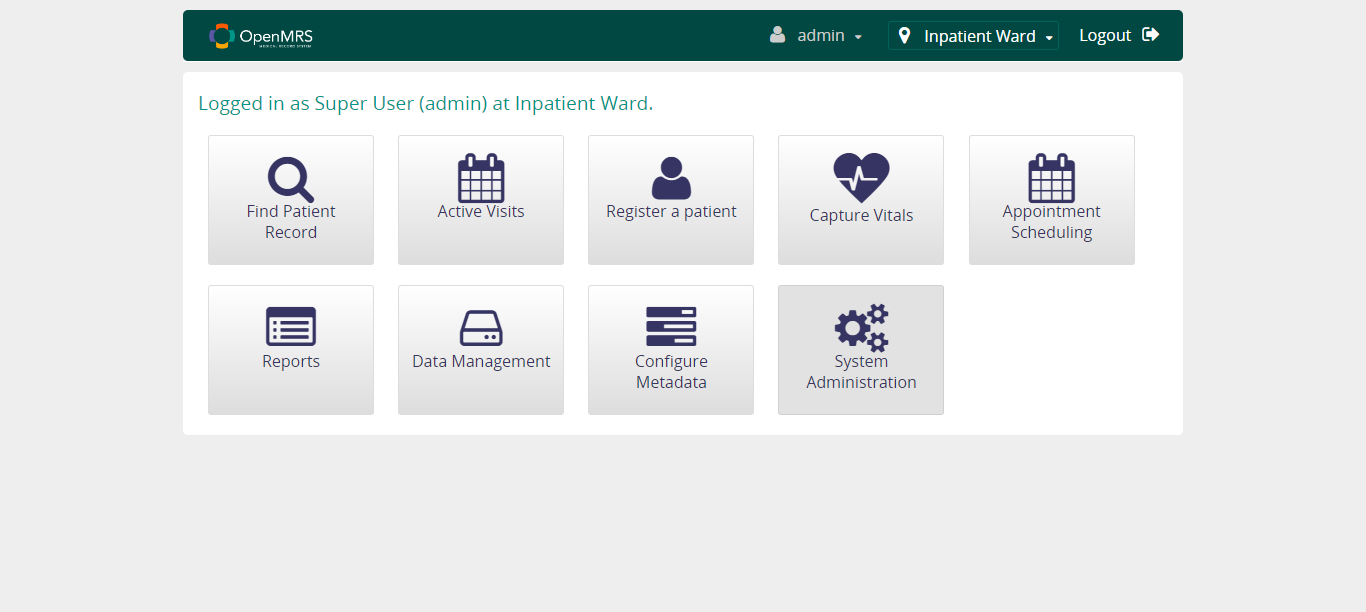 OpenMRS
MEDICAL RECORD SYSTEM
admin
Inpatient Ward
Logout
Logged in as Super User (admin) at Inpatient Ward.
Find Patient
Record
Active Visits
Register a patient
Capture Vitals
Appointment
Scheduling
Reports
Data Management
Configure
Metadata
System
Administration